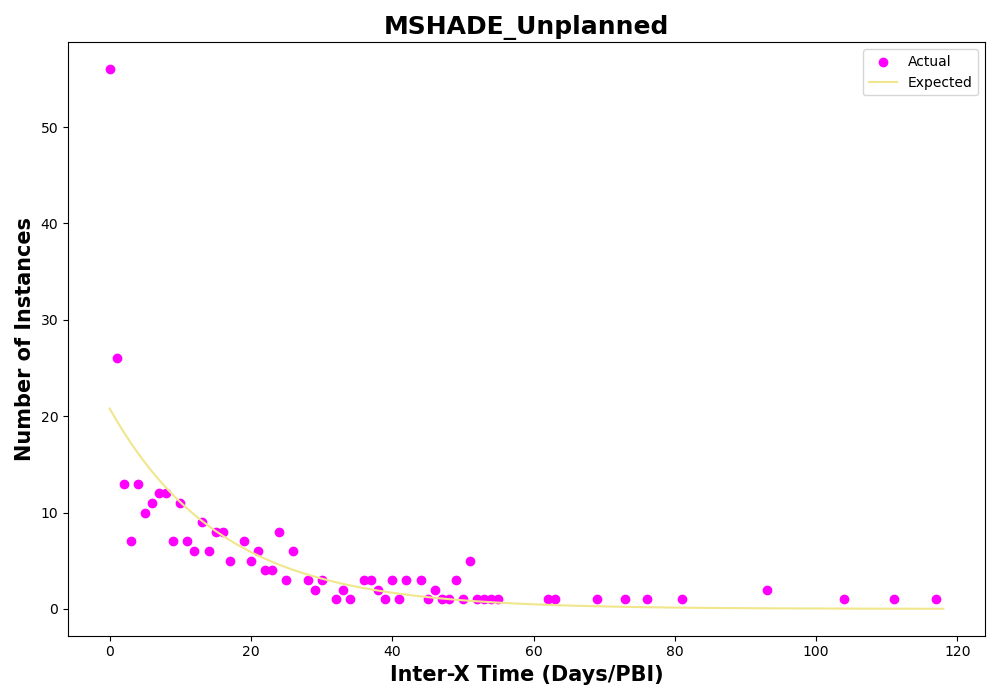 MSHADE_Unplanned
Actual
Expected
Number of Instances
50
40
30
20
10
0
0 20 40 60 80 100 120
Inter-X Time (Days/PBI)